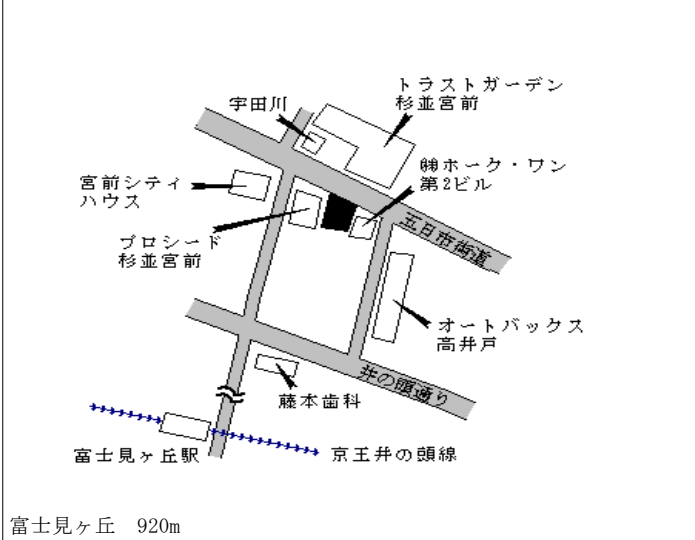 トラストガーデン
杉並宮前
宇田川
㈱ホーク・ワン
第2ビル
宮前シティ
ハウス
プロシード
杉並宮前
五日市街道
オートバックス
高井戸
井の頭通り
藤本歯科
富士見ヶ丘駅
京王井の頭線
富士見ヶ丘　920m